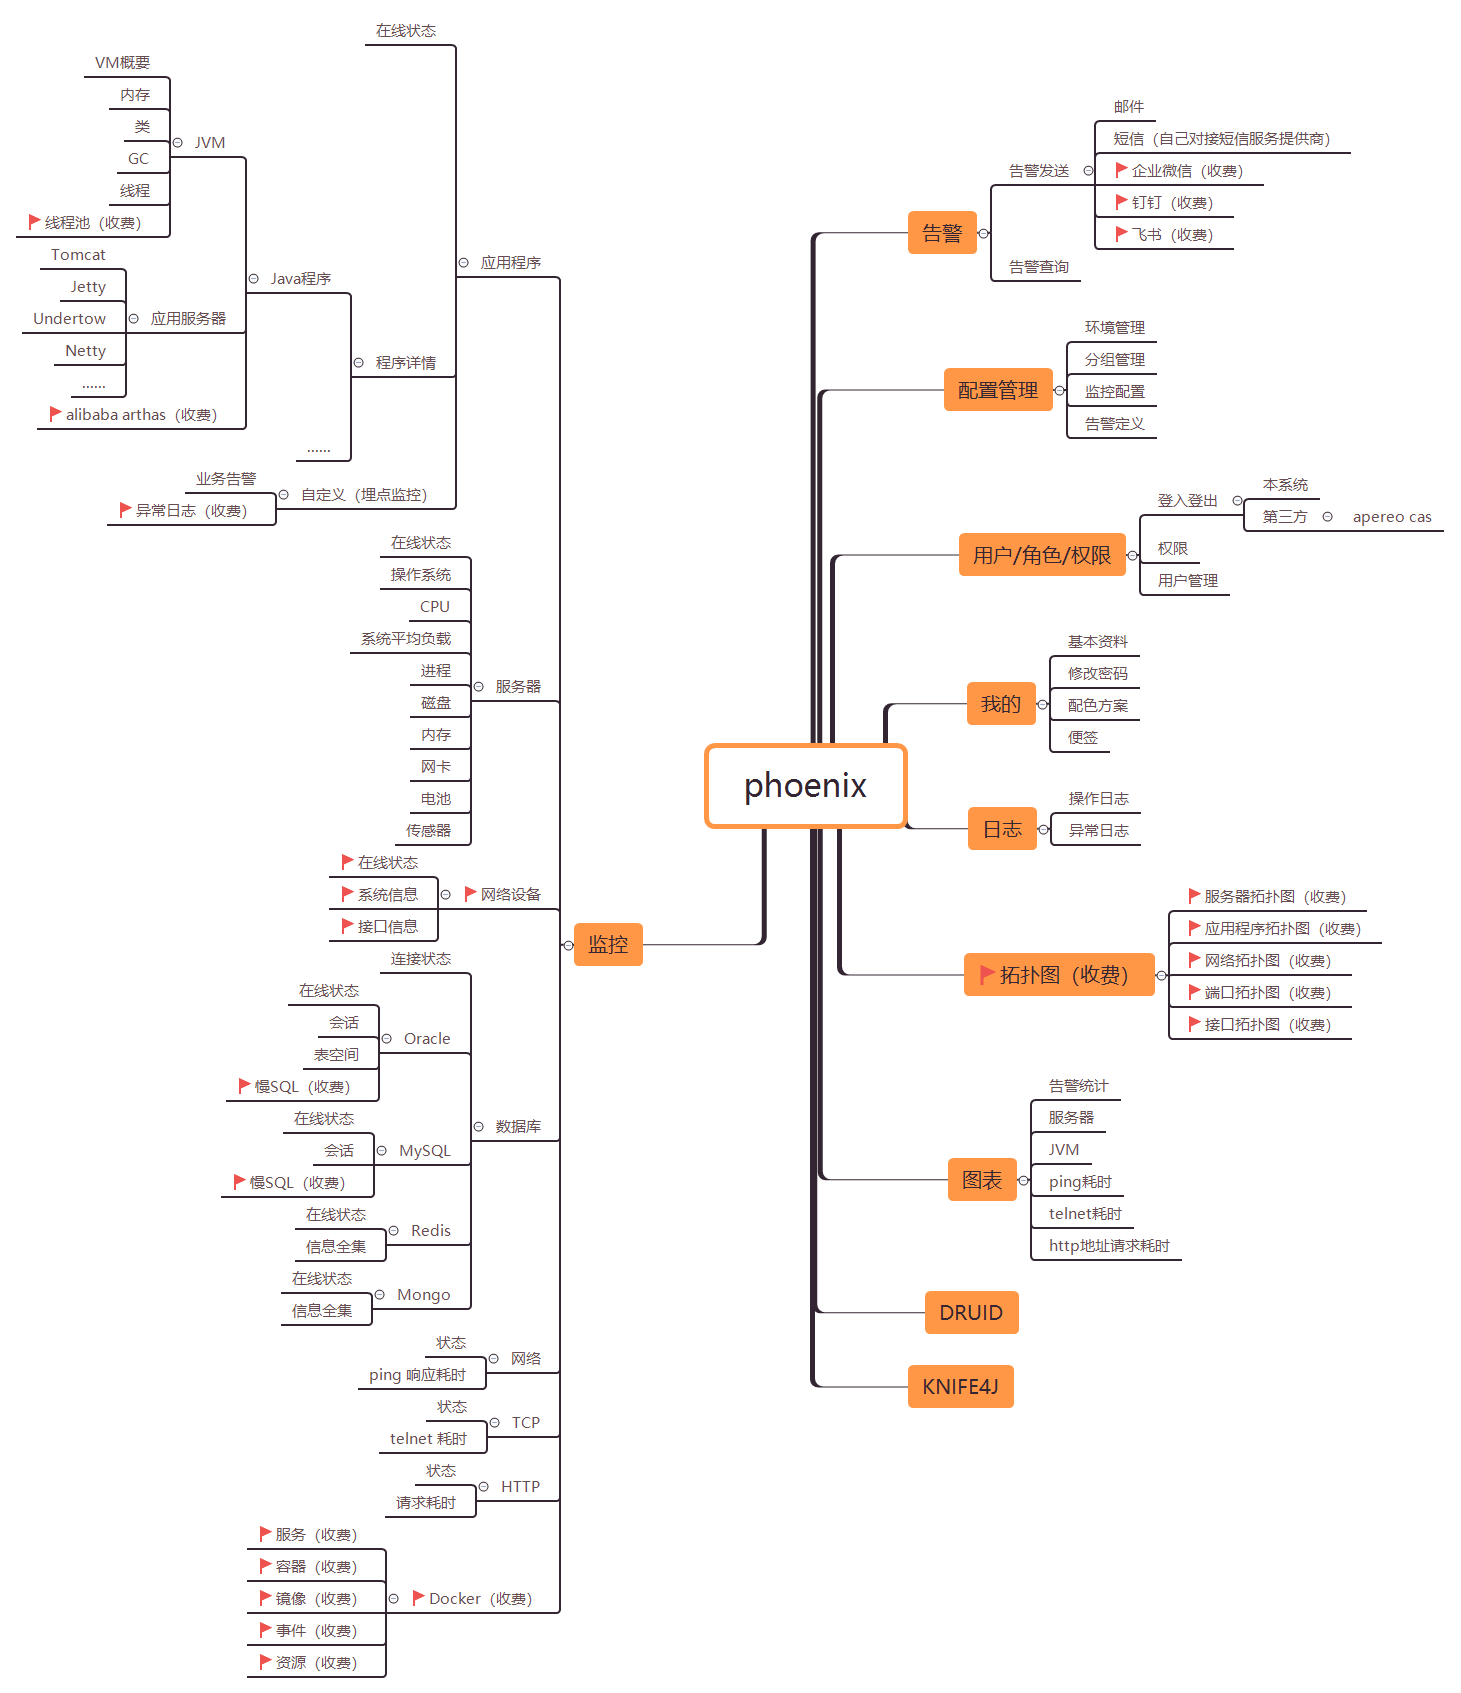 phoenix
监控
应用程序
在线状态
程序详情
Java程序
JVM
VM概要
内存
类
GC
线程
线程池（收费）
应用服务器
Tomcat
Jetty
Undertow
Netty
......
alibaba arthas（收费）
......
自定义（埋点监控）
业务告警
异常日志（收费）
服务器
在线状态
操作系统
CPU
系统平均负载
进程
磁盘
内存
网卡
电池
传感器
网络设备
在线状态
系统信息
接口信息
数据库
连接状态
Oracle
在线状态
会话
表空间
慢SQL（收费）
MySQL
在线状态
会话
慢SQL（收费）
Redis
在线状态
信息全集
Mongo
在线状态
信息全集
网络
状态
ping 响应耗时
TCP
状态
telnet 耗时
HTTP
状态
请求耗时
Docker（收费）
服务（收费）
容器（收费）
镜像（收费）
事件（收费）
资源（收费）
告警
告警发送
邮件
短信（自己对接短信服务提供商）
企业微信（收费）
钉钉（收费）
飞书（收费）
告警查询
配置管理
环境管理
分组管理
监控配置
告警定义
用户/角色/权限
登入登出
本系统
第三方
apereo cas
权限
用户管理
我的
基本资料
修改密码
配色方案
便签
日志
操作日志
异常日志
拓扑图（收费）
服务器拓扑图（收费）
应用程序拓扑图（收费）
网络拓扑图（收费）
端口拓扑图（收费）
接口拓扑图（收费）
图表
告警统计
服务器
JVM
ping耗时
telnet耗时
http地址请求耗时
DRUID
KNIFE4J